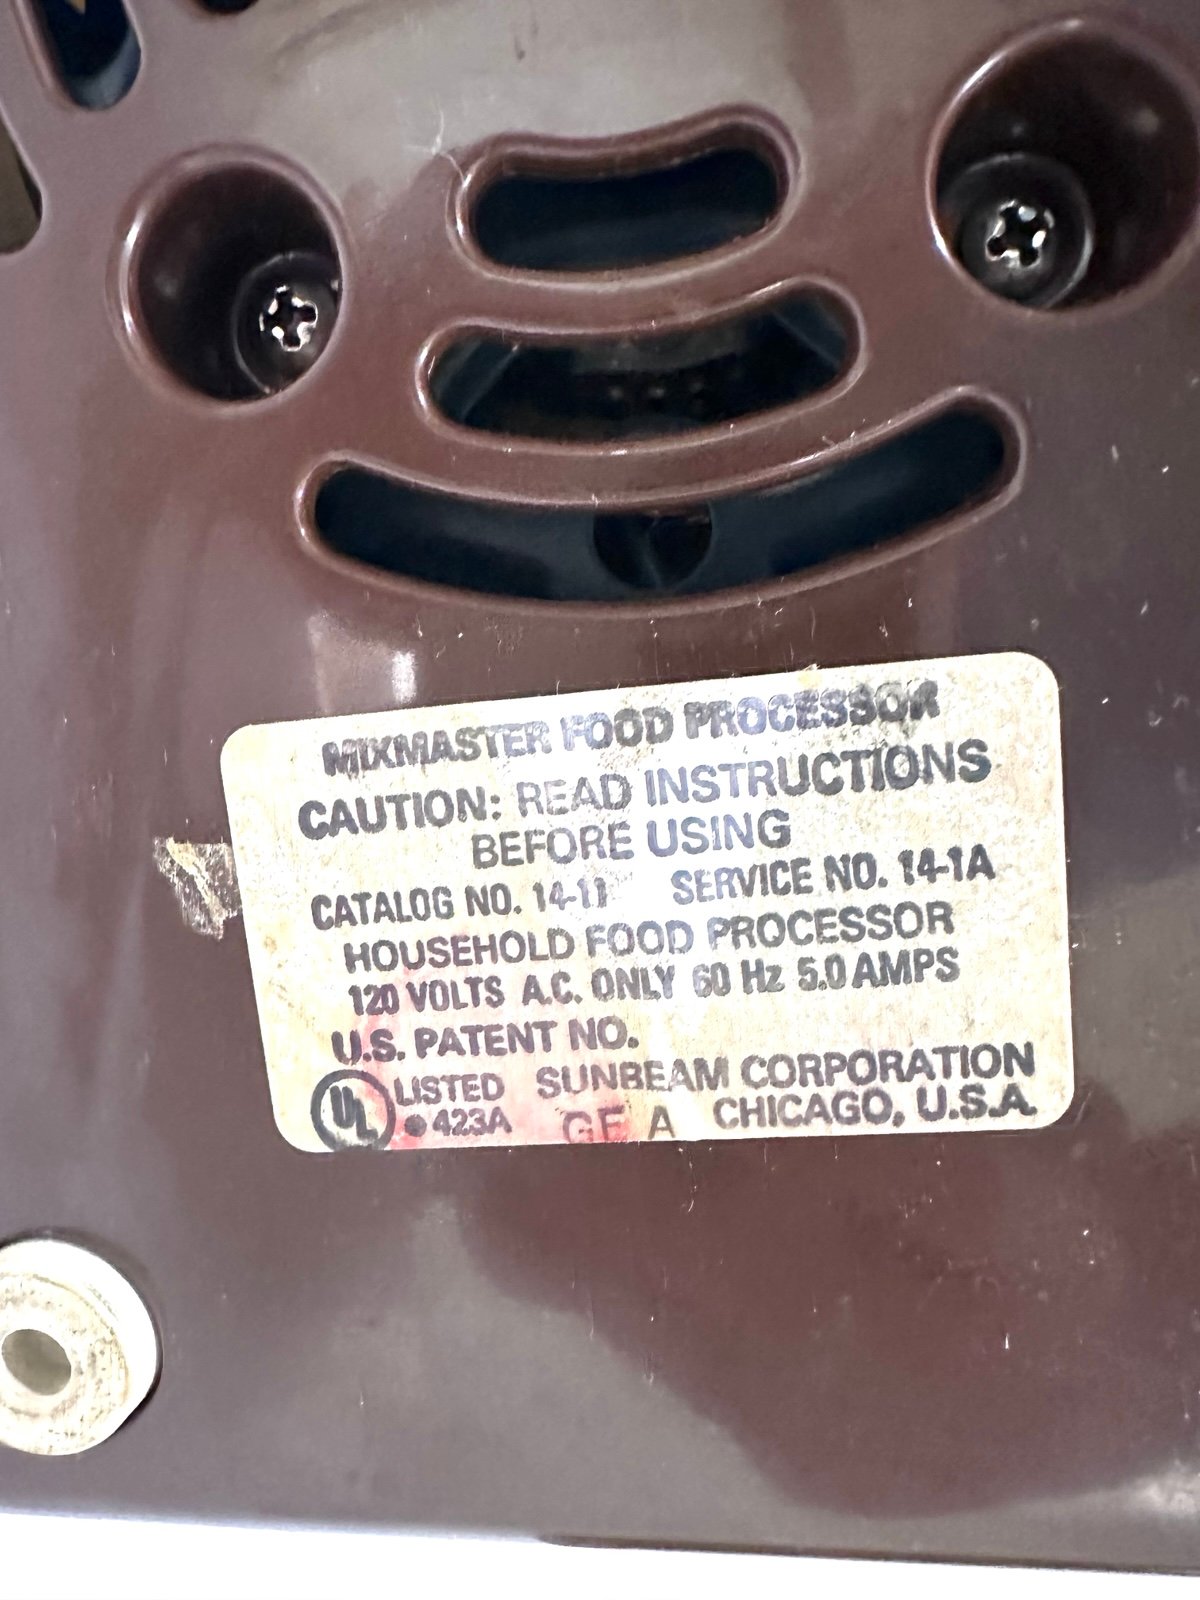 MIXMASTER FOOD PROCESSOR
CAUTION: READ INSTRUCTIONS
BEFORE USING
CATALOG NO. 14-11 SERVICE NO. 14-1A
HOUSEHOLD FOOD PROCESSOR
120 VOLTS A.C. ONLY 60 Hz 5.0 AMPS
U.S. PATENT NO.
UL LISTED SUNBEAM CORPORATION
●423A GE A CHICAGO, U.S.A.